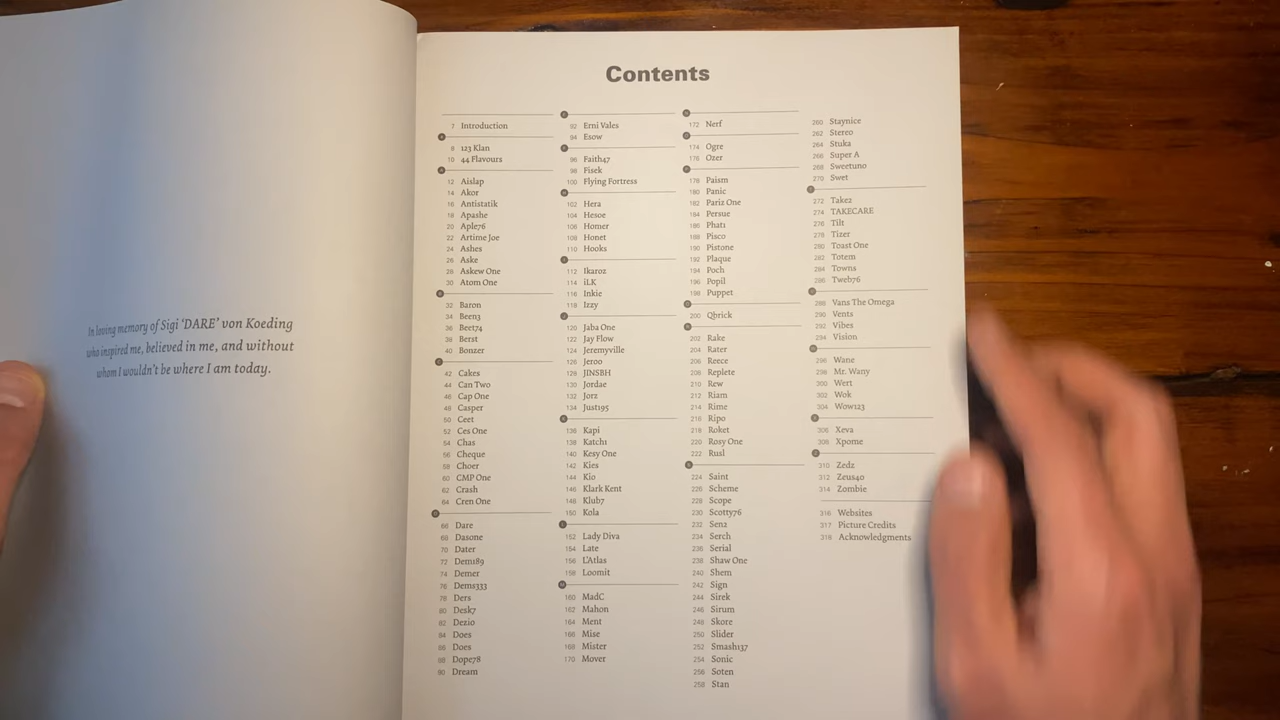 In loving memory of Sigi ‘DARE’ von Koeding
who inspired me, believed in me, and without
whom I wouldn’t be where I am today.
Contents
7 Introduction
8 123 Klan
10 44 Flavours
12 Aislap
14 Akor
16 Antistatik
18 Apashe
20 Aple76
22 Artime Joe
24 Ashes
26 Aske
28 Askew One
30 Atom One
32 Baron
34 Been3
36 Beet74
38 Berst
40 Bonzer
42 Cakes
44 Can Two
46 Cap One
48 Casper
50 Ceet
52 Ces One
54 Chas
56 Cheque
58 Choer
60 CMP One
62 Crash
64 Cren One
66 Dare
68 Dasone
70 Dater
72 Dem189
74 Demer
76 Dems333
78 Ders
80 Desk7
82 Dezio
84 Does
86 Does
88 Dope78
90 Dream
92 Erni Vales
94 Esow
96 Faith47
98 Fisek
100 Flying Fortress
102 Hera
104 Hesoe
106 Homer
108 Honet
110 Hooks
112 Ikaroz
114 iLK
116 Inkie
118 Izzy
120 Jaba One
122 Jay Flow
124 Jeremyville
126 Jeroo
128 JINSBH
130 Jordae
132 Jorz
134 Just195
136 Kapi
138 Katch1
140 Kesy One
142 Kies
144 Kio
146 Klark Kent
148 Klub7
150 Kola
152 Lady Diva
154 Late
156 L’Atlas
158 Loomit
160 MadC
162 Mahon
164 Ment
166 Mise
168 Mister
170 Mover
172 Nerf
174 Ogre
176 Ozer
178 Paism
180 Panic
182 Pariz One
184 Persue
186 Phat1
188 Pisco
190 Pistone
192 Plaque
194 Poch
196 Popil
198 Puppet
200 Qbrick
202 Rake
204 Rater
206 Reece
208 Replete
210 Rew
212 Riam
214 Rime
216 Ripo
218 Roket
220 Rosy One
222 Rusl
224 Saint
226 Scheme
228 Scope
230 Scotty76
232 Sen2
234 Serch
236 Serial
238 Shaw One
240 Shem
242 Sign
244 Sirek
246 Sirum
248 Skore
250 Slider
252 Smash137
254 Sonic
256 Soten
258 Stan
260 Staynice
262 Stereo
264 Stuka
266 Super A
268 Sweetuno
270 Swet
272 Takez
274 TAKECARE
276 Tilt
278 Tizer
280 Toast One
282 Totem
284 Towns
286 Tweb76
288 Vans The Omega
290 Vents
292 Vibes
294 Vision
296 Wane
298 Mr. Wany
300 Wert
302 Wok
304 Wow123
306 Xeva
308 Xpome
310 Zedz
312 Zeus40
314 Zombie
316 Websites
317 Picture Credits
318 Acknowledgments